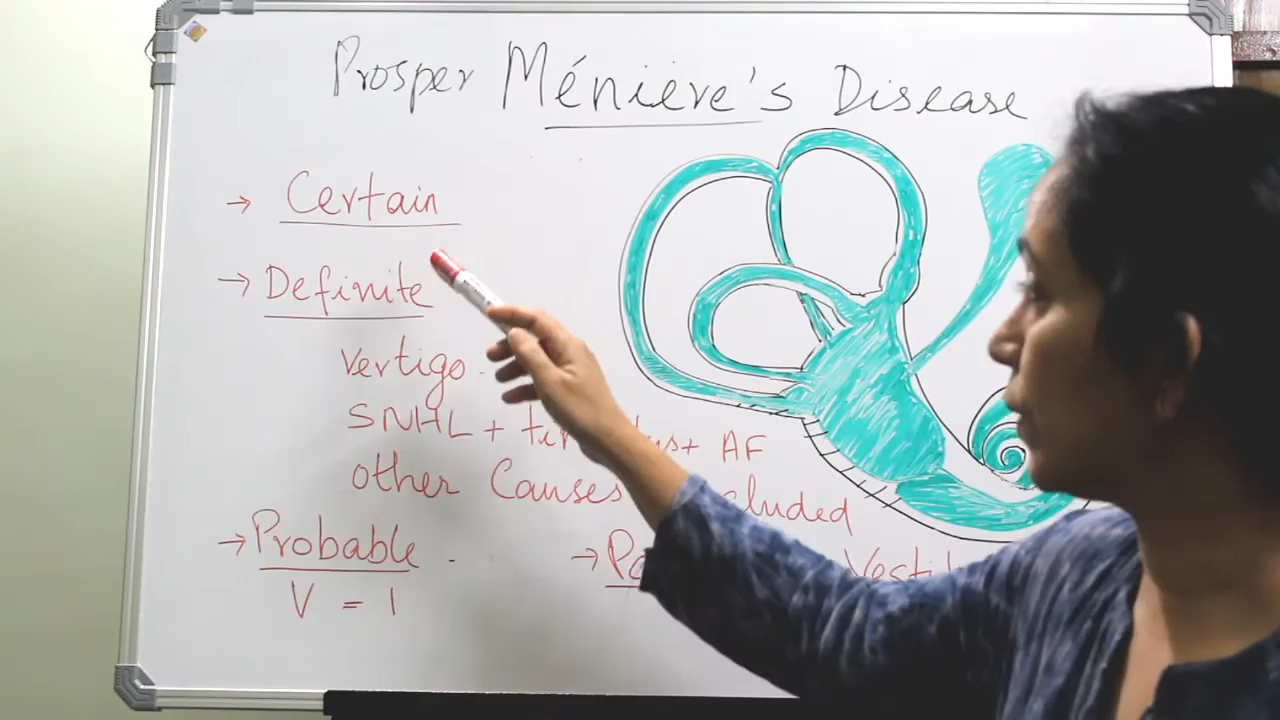 Prosper Ménière's Disease
→ Certain
→ Definite
Vertigo -
SNHL + + AF
Other Causes
→ Probable -
V = 1
→